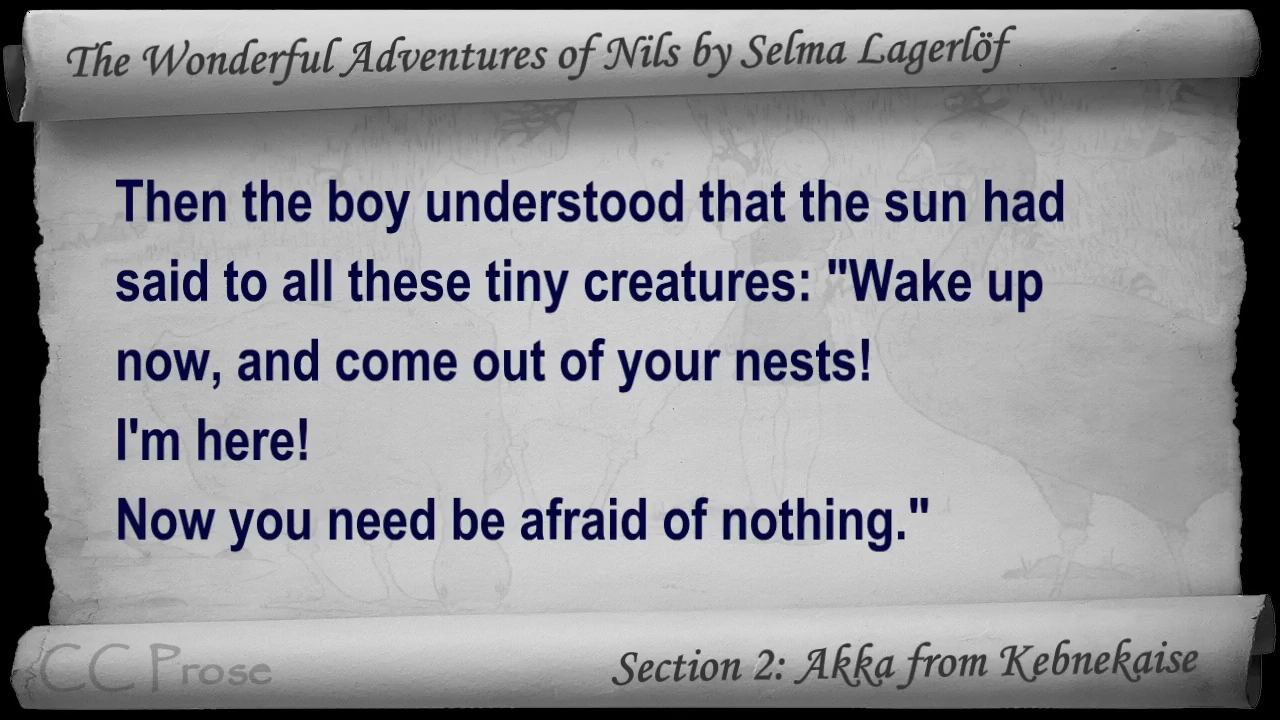 The Wonderful Adventures of Nils by Selma Lagerlöf
Then the boy understood that the sun had
said to all these tiny creatures: "Wake up
now, and come out of your nests!
I'm here!
Now you need be afraid of nothing."
CC Prose
Section 2: Akka from Kebnekaise